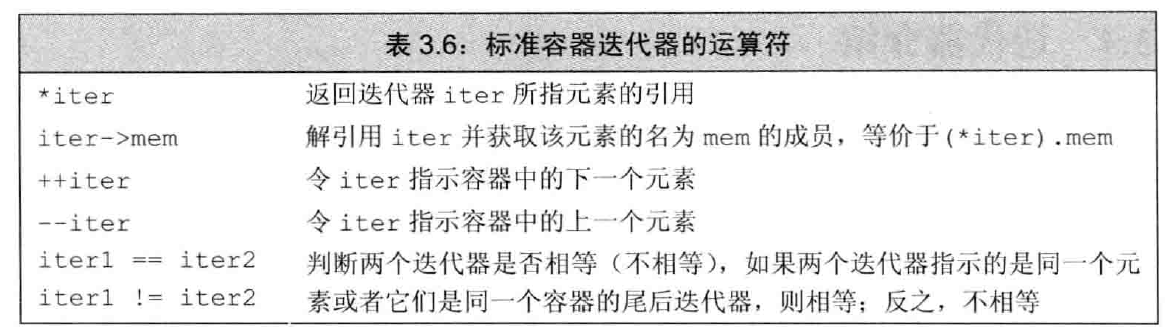 表 3.6：标准容器迭代器的运算符
*iter 返回迭代器 iter 所指元素的引用
iter->mem 解引用 iter 并获取该元素的名为 mem 的成员，等价于(*iter).mem
++iter 令 iter 指示容器中的下一个元素
--iter 令 iter 指示容器中的上一个元素
iter1 == iter2 判断两个迭代器是否相等（不相等），如果两个迭代器指示的是同一个元
iter1 != iter2 素或者它们是同一个容器的尾后迭代器，则相等；反之，不相等